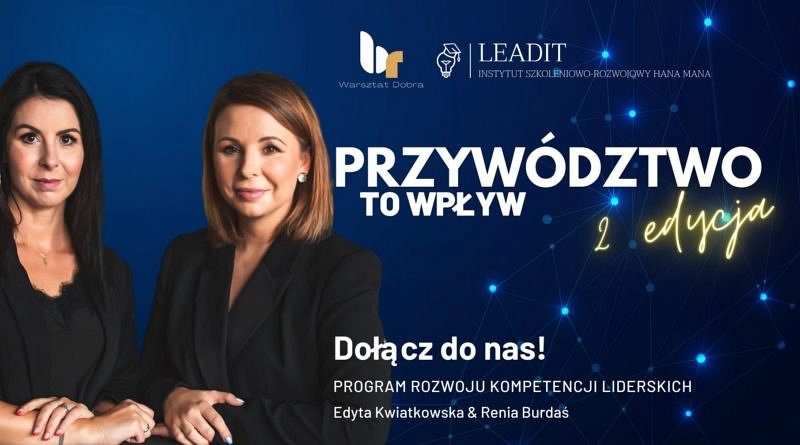 br
Warsztat Dobra
LEADIT
INSTYTUT SZKOLENIOWO-ROZWOJOWY HANA MANA
PRZYWÓDZTWO
TO WPŁYW
2 edycja
Dołącz do nas!
PROGRAM ROZWOJU KOMPETENCJI LIDERSKICH
Edyta Kwiatkowska & Renia Burdaś